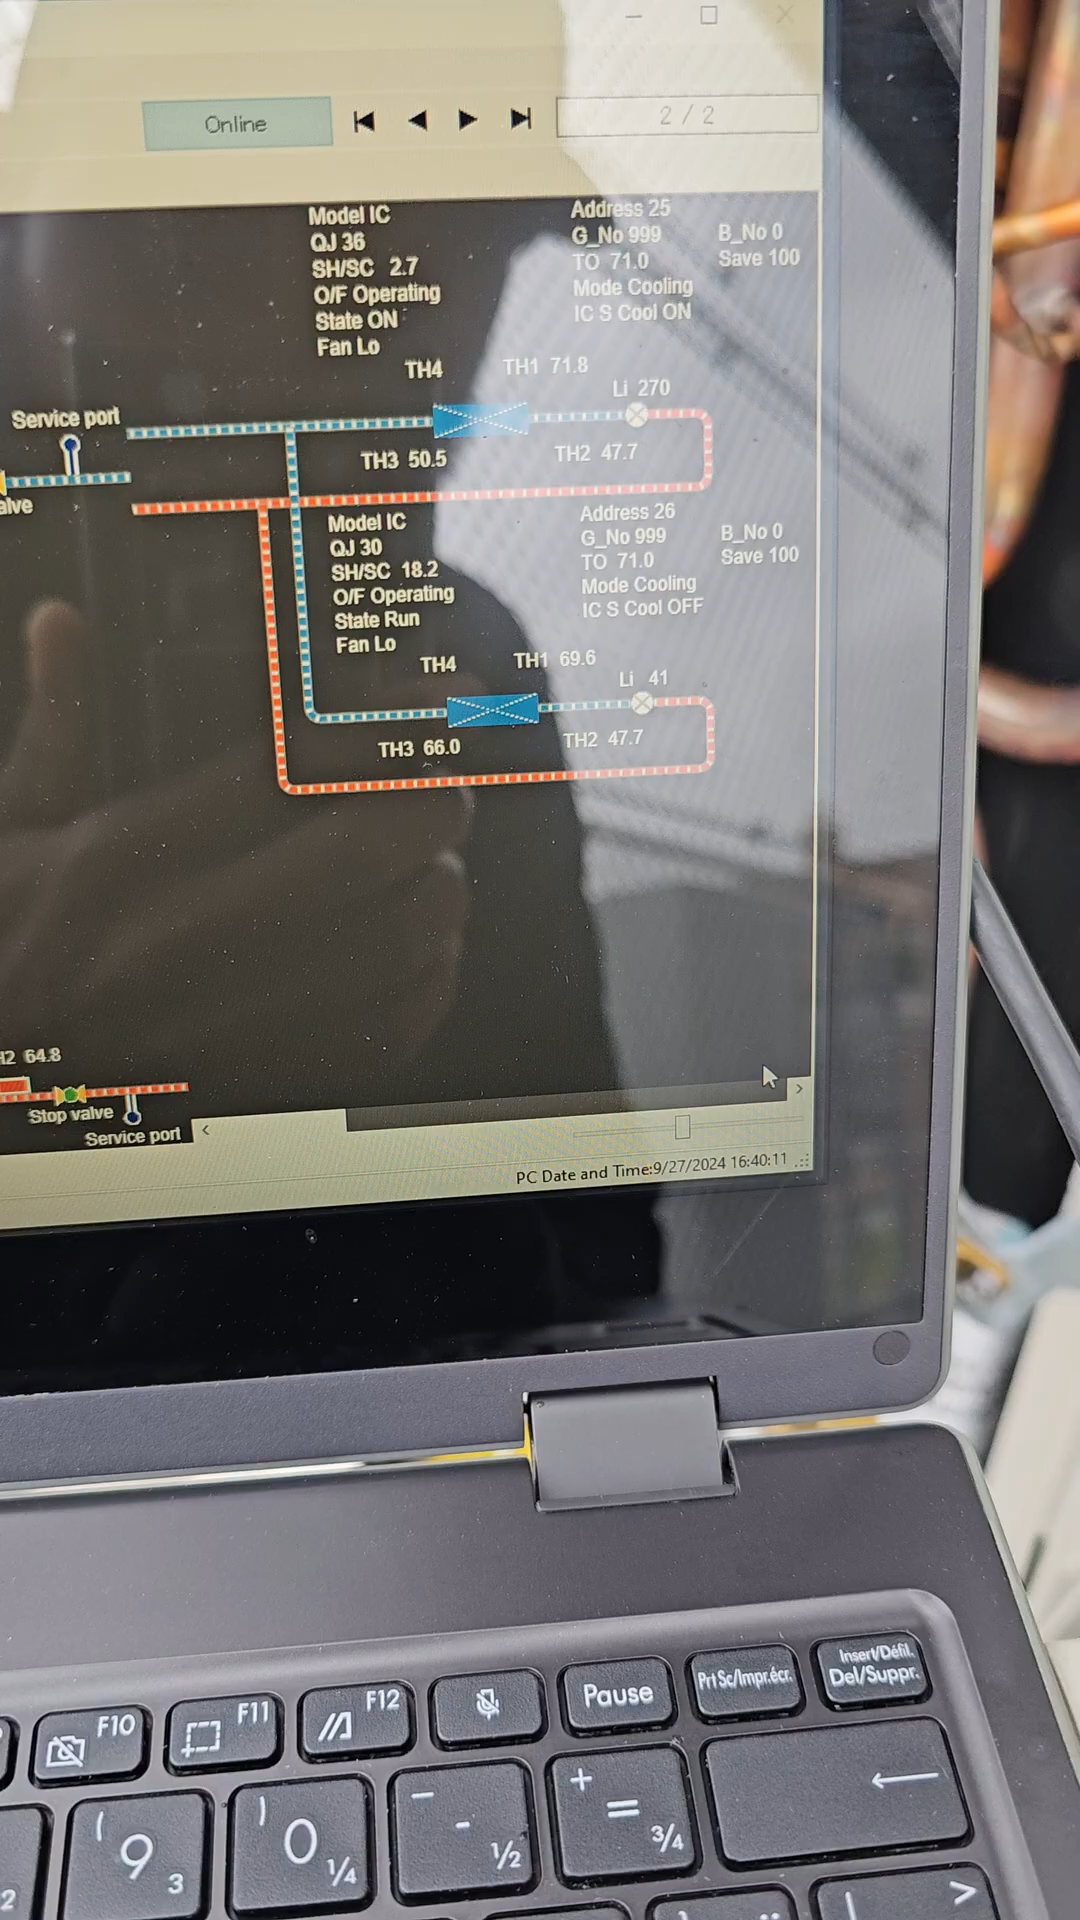 Online
2 / 2
Model IC
QJ 36
SH/SC 2.7
O/F Operating
State ON
Fan Lo
Address 25
G_No 999
B_No 0
TO 71.0
Save 100
Mode Cooling
IC S Cool ON
TH4
TH1 71.8
Li 270
Service port
TH3 50.5
TH2 47.7
alve
Model IC
QJ 30
SH/SC 18.2
O/F Operating
State Run
Fan Lo
Address 26
G_No 999
B_No 0
TO 71.0
Save 100
Mode Cooling
IC S Cool OFF
TH4
TH1 69.6
Li 41
TH3 66.0
TH2 47.7
H2 64.8
Stop valve
Service port
PC Date and Time:9/27/2024 16:40:11
F10
F11
F12
Pause
Prt Sc/Impr.écr.
Insert/Défil.
Del/Suppr.
( 9 3
) 0 ¼
- - ½
+ = ¾
2
>